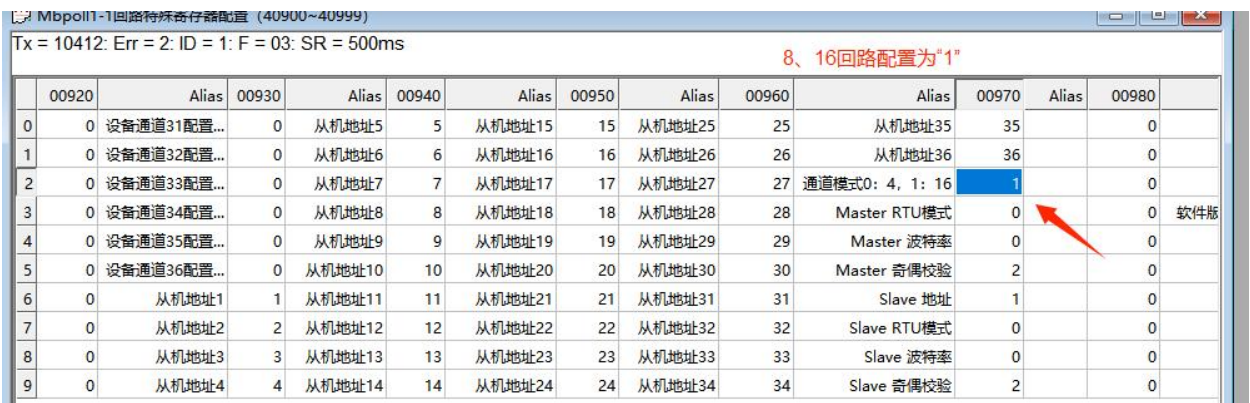 Mbpoll1-1回路特殊寄存器配置 (40900~40999)
Tx = 10412: Err = 2: ID = 1: F = 03: SR = 500ms
8、16回路配置为“1”
00920 Alias 00930 Alias 00940 Alias 00950 Alias 00960 Alias 00970 Alias 00980
0 0 设备通道31配置... 0 从机地址5 5 从机地址15 15 从机地址25 25 从机地址35 35 0
1 0 设备通道32配置... 0 从机地址6 6 从机地址16 16 从机地址26 26 从机地址36 36 0
2 0 设备通道33配置... 0 从机地址7 7 从机地址17 17 从机地址27 27 通道模式0：4，1：16 1 0
3 0 设备通道34配置... 0 从机地址8 8 从机地址18 18 从机地址28 28 Master RTU模式 0 0 软件版
4 0 设备通道35配置... 0 从机地址9 9 从机地址19 19 从机地址29 29 Master 波特率 0 0
5 0 设备通道36配置... 0 从机地址10 10 从机地址20 20 从机地址30 30 Master 奇偶校验 2 0
6 0 从机地址1 1 从机地址11 11 从机地址21 21 从机地址31 31 Slave 地址 1 0
7 0 从机地址2 2 从机地址12 12 从机地址22 22 从机地址32 32 Slave RTU模式 0 0
8 0 从机地址3 3 从机地址13 13 从机地址23 23 从机地址33 33 Slave 波特率 0 0
9 0 从机地址4 4 从机地址14 14 从机地址24 24 从机地址34 34 Slave 奇偶校验 2 0